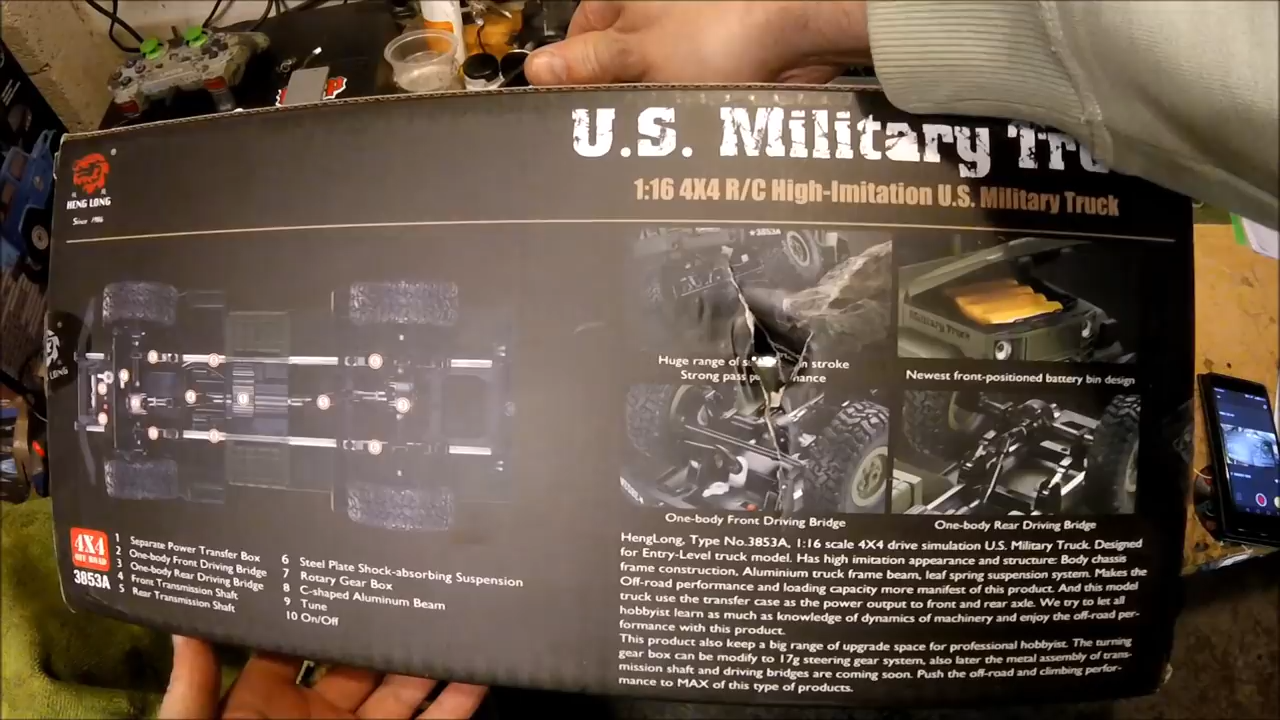 U.S. Military Tru
1:16 4X4 R/C High-Imitation U.S. Military Truck
HENG LONG
Since 1986
3853A
Military Truck
Huge range of stroke
Strong
Newest front-positioned battery bin design
One-body Front Driving Bridge
One-body Rear Driving Bridge
4X4
OFF ROAD
3853A
1 Separate Power Transfer Box
2 One-body Front Driving Bridge
3 One-body Rear Driving Bridge
4 Front Transmission Shaft
5 Rear Transmission Shaft
6 Steel Plate Shock-absorbing Suspension
7 Rotary Gear Box
8 C-shaped Aluminum Beam
9 Tune
10 On/Off
HengLong, Type No.3853A, 1:16 scale 4X4 drive simulation U.S. Military Truck. Designed
for Entry-Level truck model. Has high imitation appearance and structure: Body chassis
frame construction, Aluminium truck frame beam, leaf spring suspension system. Makes the
Off-road performance and loading capacity more manifest of this product. And this model
truck use the transfer case as the power output to front and rear axle. We try to let all
hobbyist learn as much as knowledge of dynamics of machinery and enjoy the off-road per-
formance with this product.
This product also keep a big range of upgrade space for professional hobbyist. The turning
gear box can be modify to 17g steering gear system, also later the metal assembly of trans-
mission shaft and driving bridges are coming soon. Push the off-road and climbing perfor-
mance to MAX of this type of products.